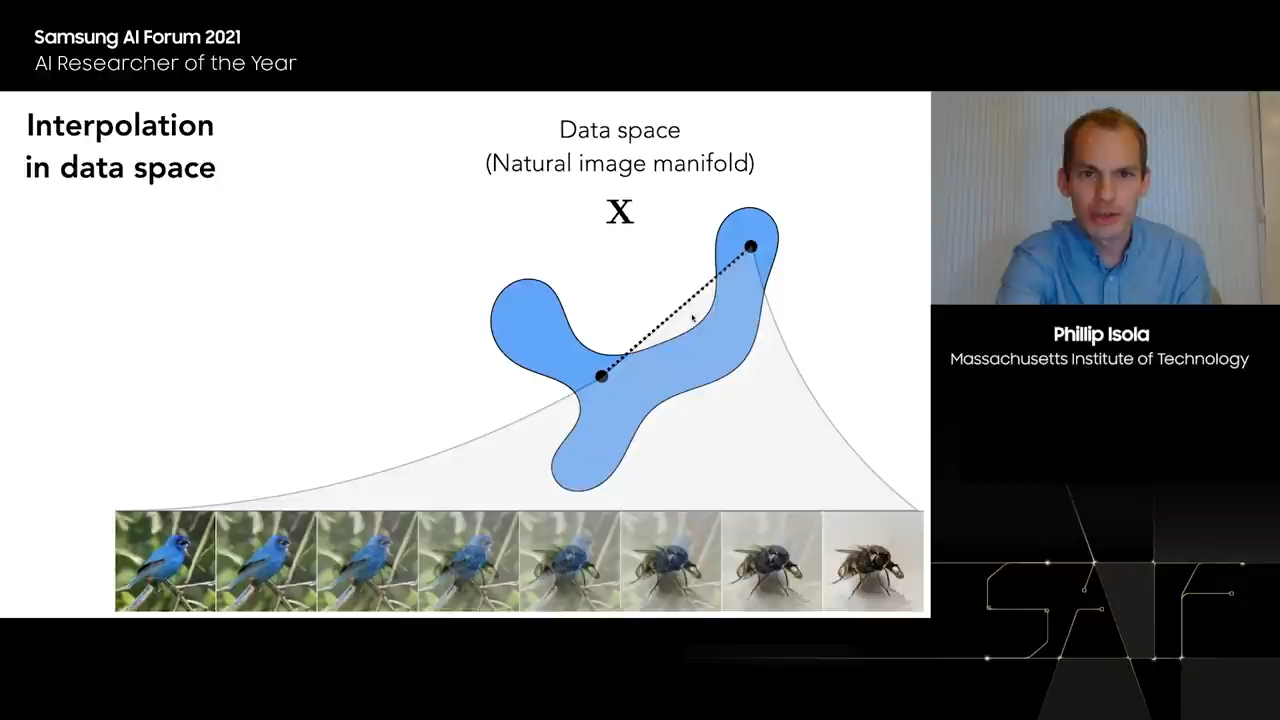 Samsung AI Forum 2021
AI Researcher of the Year
Interpolation
in data space
Data space
(Natural image manifold)
x
Phillip Isola
Massachusetts Institute of Technology